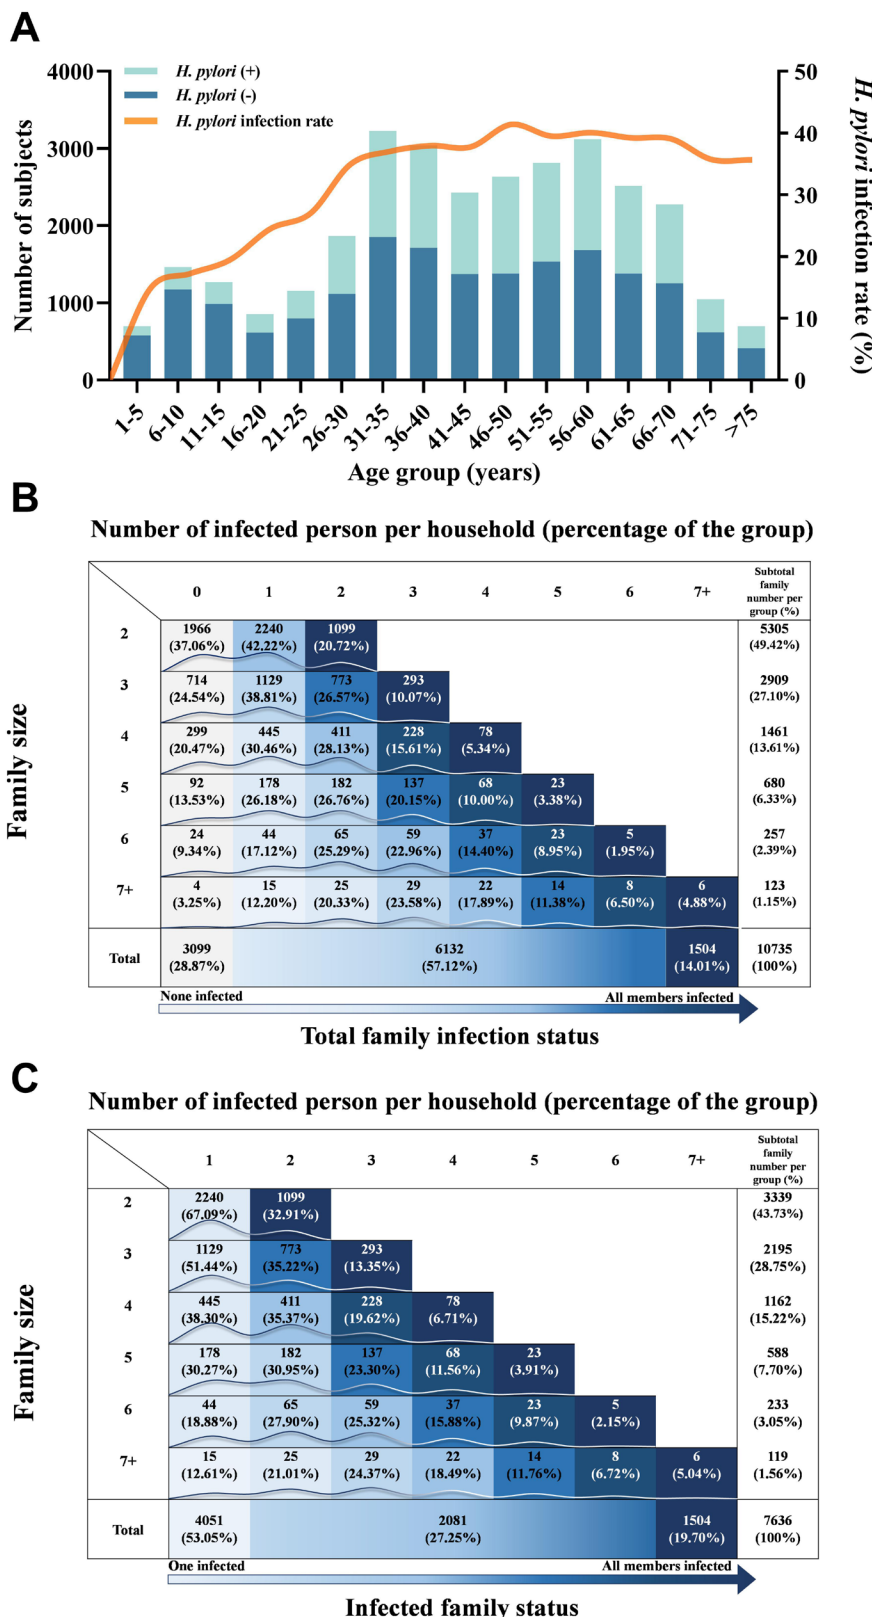 A
H. pylori (+)
H. pylori (-)
H. pylori infection rate
Number of subjects
4000
3000
2000
1000
0
50
40
30
20
10
0
H. pylori infection rate (%)
1-5
6-10
11-15
16-20
21-25
26-30
31-35
36-40
41-45
46-50
51-55
56-60
61-65
66-70
71-75
>75
Age group (years)
B
Number of infected person per household (percentage of the group)
Family size
0 1 2 3 4 5 6 7+
Subtotal
family
number per
group (%)
2 1966 2240 1099 5305
(37.06%) (42.22%) (20.72%) (49.42%)
3 714 1129 773 293 2909
(24.54%) (38.81%) (26.57%) (10.07%) (27.10%)
4 299 445 411 228 78 1461
(20.47%) (30.46%) (28.13%) (15.61%) (5.34%) (13.61%)
5 92 178 182 137 68 23 680
(13.53%) (26.18%) (26.76%) (20.15%) (10.00%) (3.38%) (6.33%)
6 24 44 65 59 37 23 5 257
(9.34%) (17.12%) (25.29%) (22.96%) (14.40%) (8.95%) (1.95%) (2.39%)
7+ 4 15 25 29 22 14 8 6 123
(3.25%) (12.20%) (20.33%) (23.58%) (17.89%) (11.38%) (6.50%) (4.88%) (1.15%)
Total 3099 6132 1504 10735
(28.87%) (57.12%) (14.01%) (100%)
None infected All members infected
Total family infection status
C
Number of infected person per household (percentage of the group)
Family size
1 2 3 4 5 6 7+
Subtotal
family
number per
group (%)
2 2240 1099 3339
(67.09%) (32.91%) (43.73%)
3 1129 773 293 2195
(51.44%) (35.22%) (13.35%) (28.75%)
4 445 411 228 78 1162
(38.30%) (35.37%) (19.62%) (6.71%) (15.22%)
5 178 182 137 68 23 588
(30.27%) (30.95%) (23.30%) (11.56%) (3.91%) (7.70%)
6 44 65 59 37 23 5 233
(18.88%) (27.90%) (25.32%) (15.88%) (9.87%) (2.15%) (3.05%)
7+ 15 25 29 22 14 8 6 119
(12.61%) (21.01%) (24.37%) (18.49%) (11.76%) (6.72%) (5.04%) (1.56%)
Total 4051 2081 1504 7636
(53.05%) (27.25%) (19.70%) (100%)
One infected All members infected
Infected family status